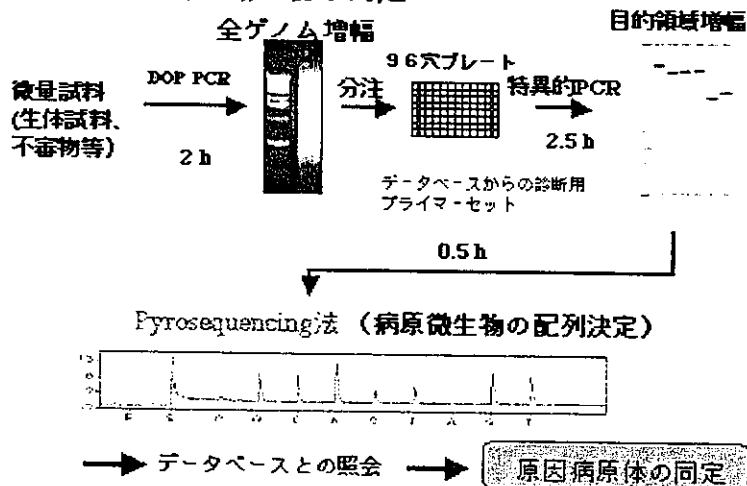 全ゲノム増幅
目的領域増幅
微量試料
(生体試料、
不審物等)
DOP PCR
2 h
分注
96穴プレート
特異的PCR
2.5 h
データベースからの診断用
プライマーセット
0.5 h
Pyrosequencing法 (病原微生物の配列決定)
E S
A
G T
データベースとの照会
原因病原体の同定